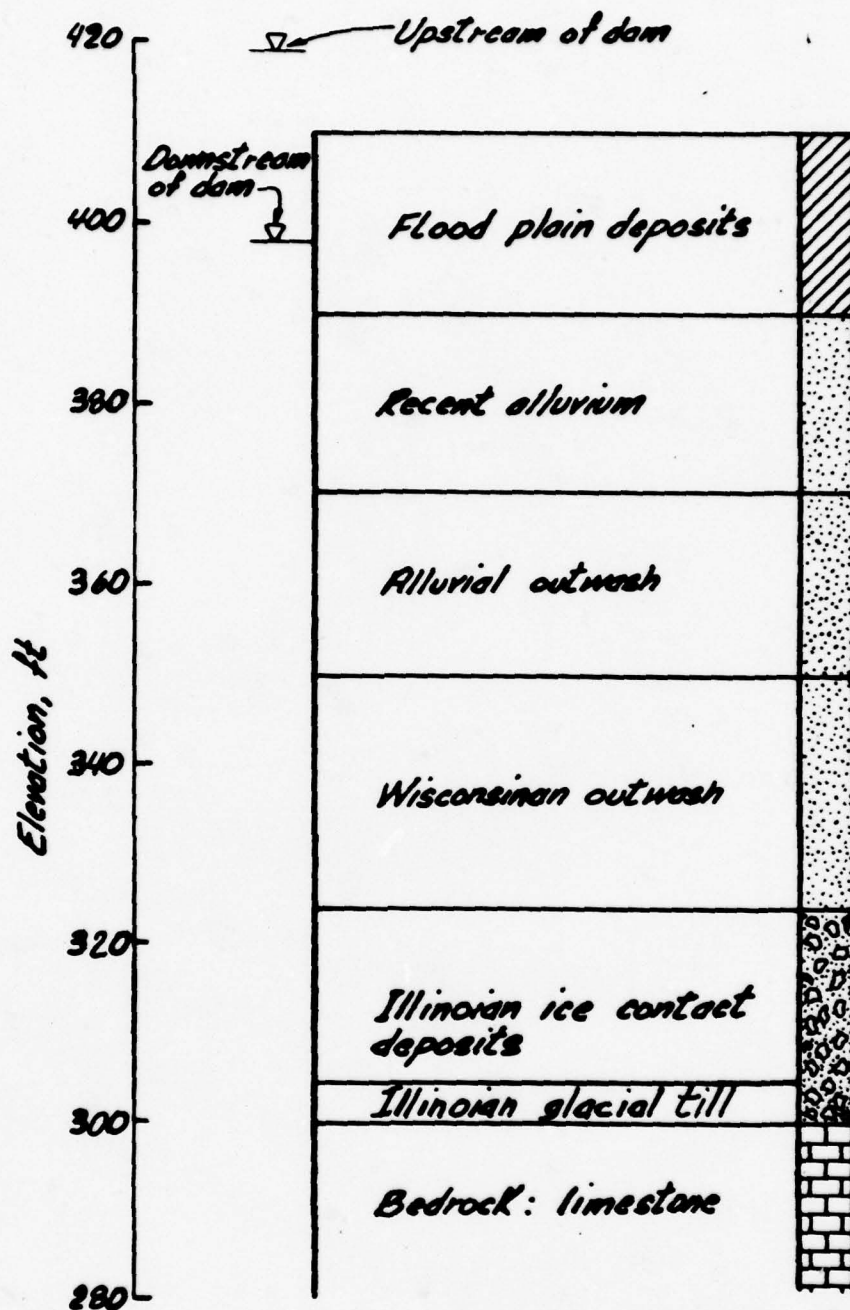 420
Upstream of dam
Downstream
of dam
400
Flood plain deposits
380
Recent alluvium
360
Alluvial outwash
Elevation, ft
340
Wisconsinan outwash
320
Illinoian ice contact
deposits
Illinoian glacial till
300
Bedrock: limestone
280